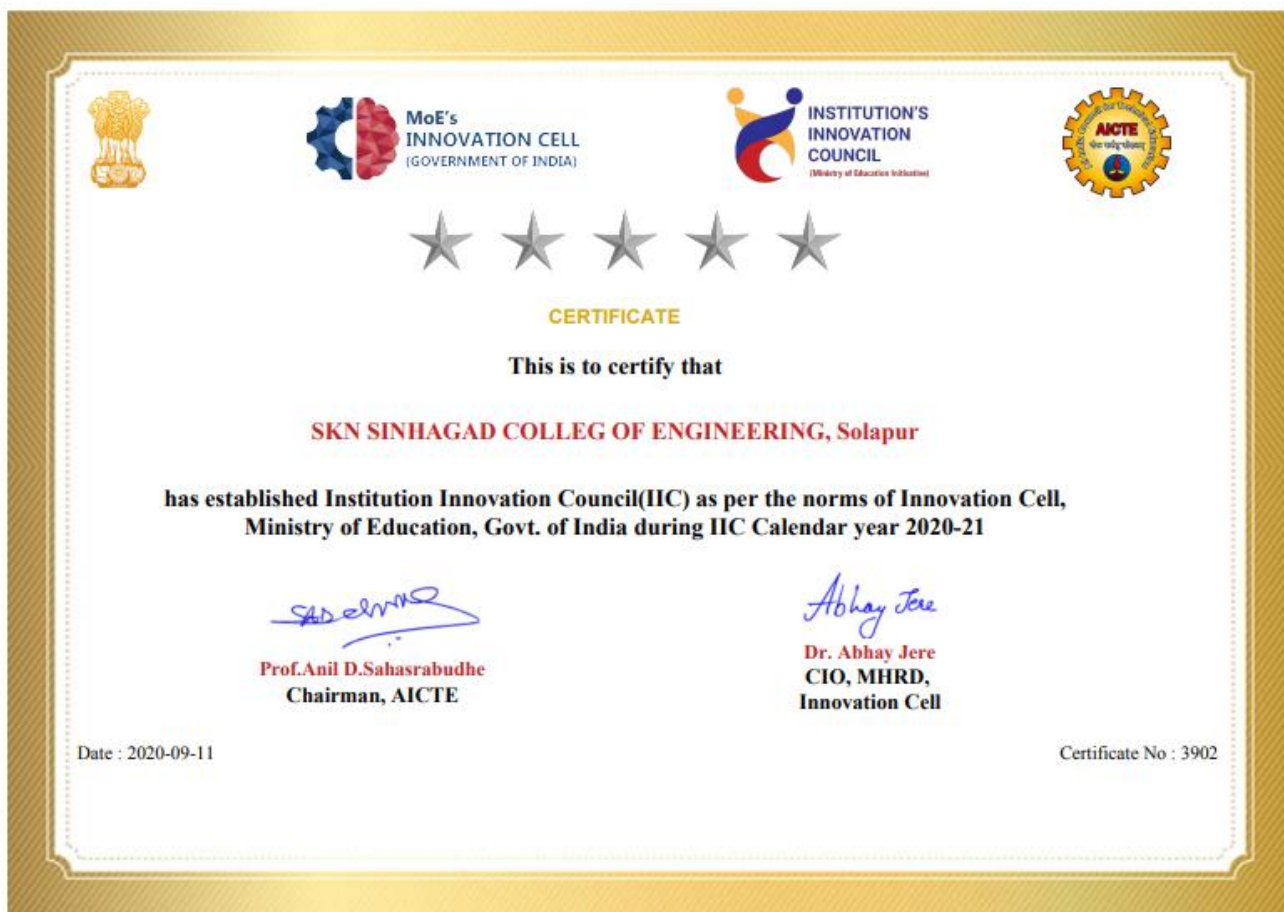 MoE's
INNOVATION CELL
(GOVERNMENT OF INDIA)
INSTITUTION'S
INNOVATION
COUNCIL
(Ministry of Education Initiative)
AICTE
CERTIFICATE
This is to certify that
SKN SINHAGAD COLLEG OF ENGINEERING, Solapur
has established Institution Innovation Council(IIC) as per the norms of Innovation Cell,
Ministry of Education, Govt. of India during IIC Calendar year 2020-21
Abhay Jere
Prof.Anil D.Sahasrabudhe
Chairman, AICTE
Dr. Abhay Jere
CIO, MHRD,
Innovation Cell
Date : 2020-09-11
Certificate No : 3902